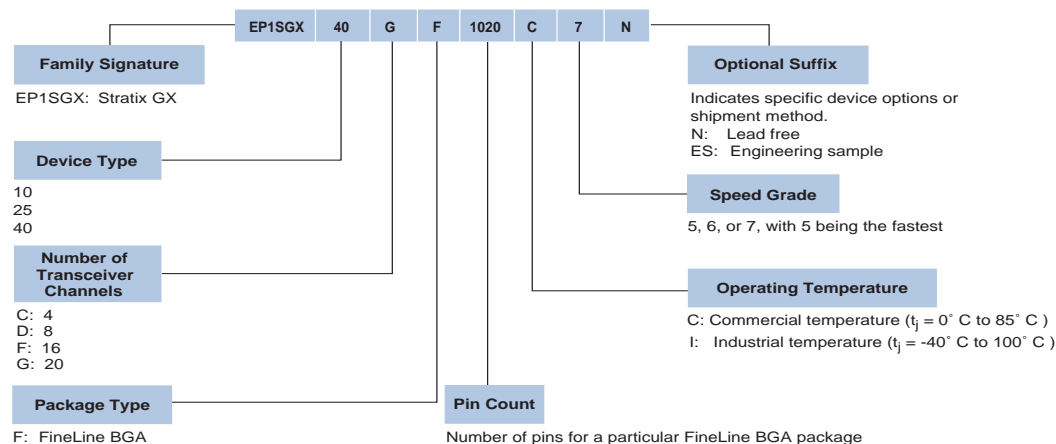 EP1SGX 40 G F 1020 C 7 N
Family Signature
EP1SGX: Stratix GX
Device Type
10
25
40
Number of
Transceiver
Channels
C: 4
D: 8
F: 16
G: 20
Package Type
F: FineLine BGA
Pin Count
Number of pins for a particular FineLine BGA package
Optional Suffix
Indicates specific device options or
shipment method.
N: Lead free
ES: Engineering sample
Speed Grade
5, 6, or 7, with 5 being the fastest
Operating Temperature
C: Commercial temperature (tj = 0˚ C to 85˚ C )
I: Industrial temperature (tj = -40˚ C to 100˚ C )